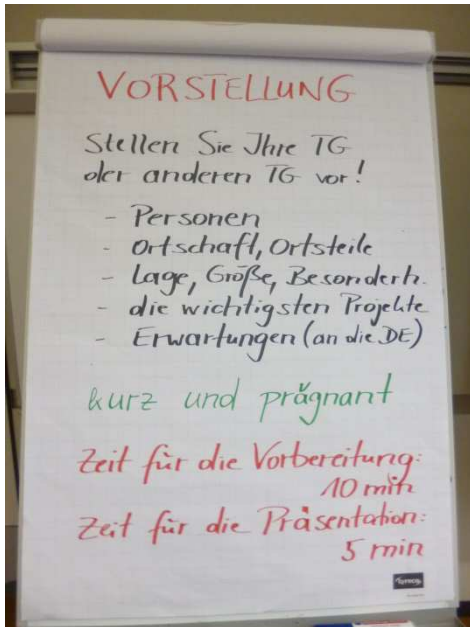 VORSTELLUNG
Stellen Sie Ihre TG
der anderen TG vor!
- Personen
- Ortschaft, Ortsteile
- Lage, Größe, Besonderh.
- die wichtigsten Projekte
- Erwartungen (an die DE)
kurz und prägnant
Zeit für die Vorbereitung:
10 min
Zeit für die Präsentation:
5 min